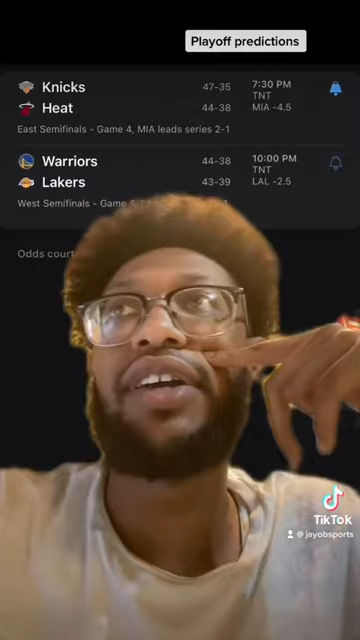 Playoff predictions
Knicks 47-35 7:30 PM
TNT
Heat 44-38 MIA -4.5
East Semifinals - Game 4, MIA leads series 2-1
Warriors 44-38 10:00 PM
TNT
Lakers 43-39 LAL -2.5
West Semifinals - Game
Odds
TikTok
@jayobsports